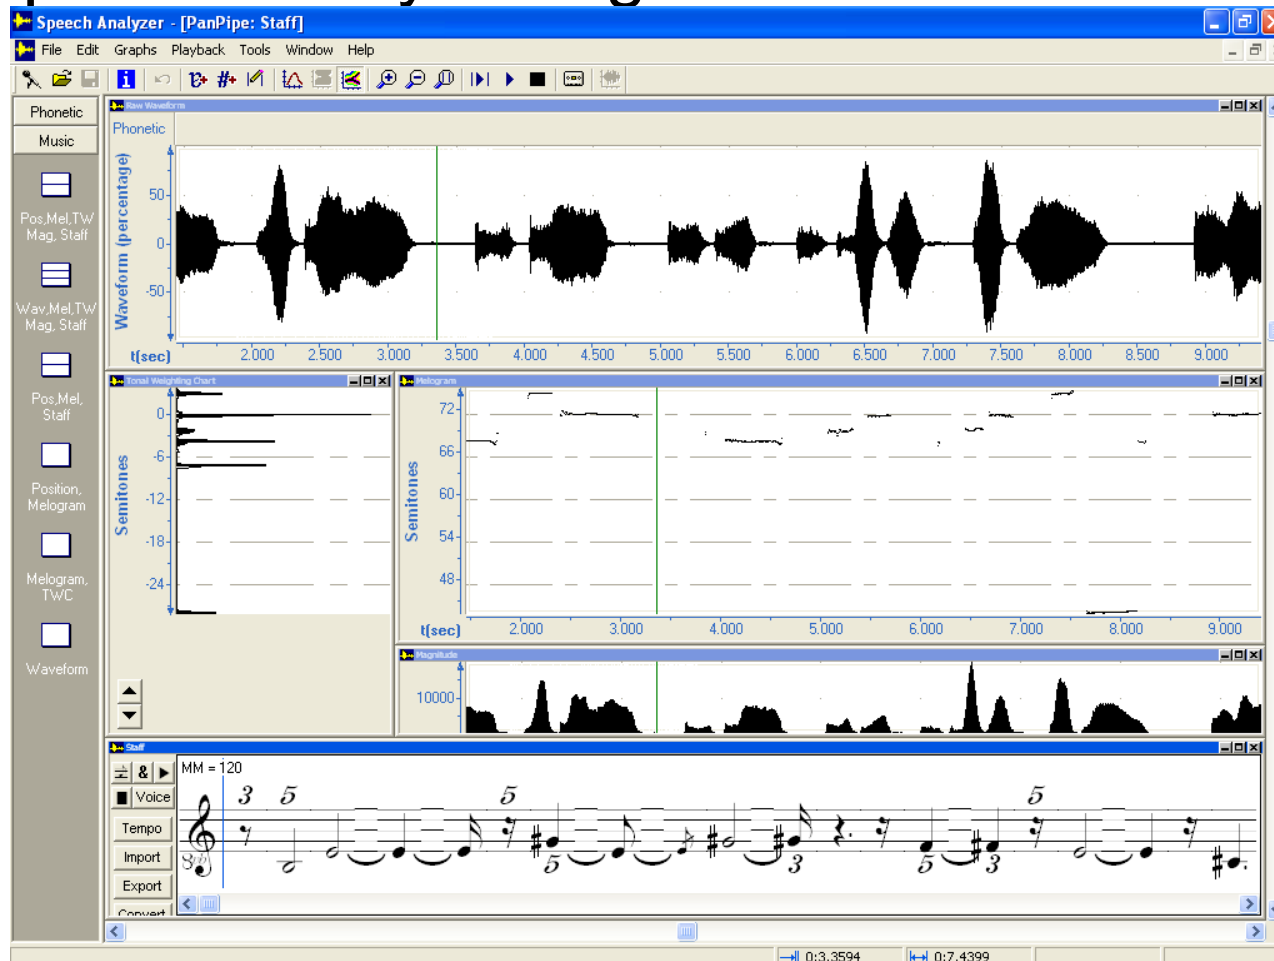 Speech Analyzer - [PanPipe: Staff]
File Edit Graphs Playback Tools Window Help
Phonetic
Music
Pos,Mel,TW
Mag, Staff
Wav,Mel,TW
Mag, Staff
Pos,Mel,
Staff
Position,
Melogram
Melogram,
TWC
Waveform
Raw Waveform
Phonetic
Waveform (percentage)
50
0
-50
t(sec) 2.000 2.500 3.000 3.500 4.000 4.500 5.000 5.500 6.000 6.500 7.000 7.500 8.000 8.500 9.000
Tonal Weighting Chart
Semitones
0
-6
-12
-18
-24
Melogram
Semitones
72
66
60
54
48
t(sec) 2.000 3.000 4.000 5.000 6.000 7.000 8.000 9.000
Magnitude
10000
Staff
&
Voice
Tempo
Import
Export
Convert
MM = 120
3 5 5 5
5 3 5 3
0:3.3594 0:7.4399